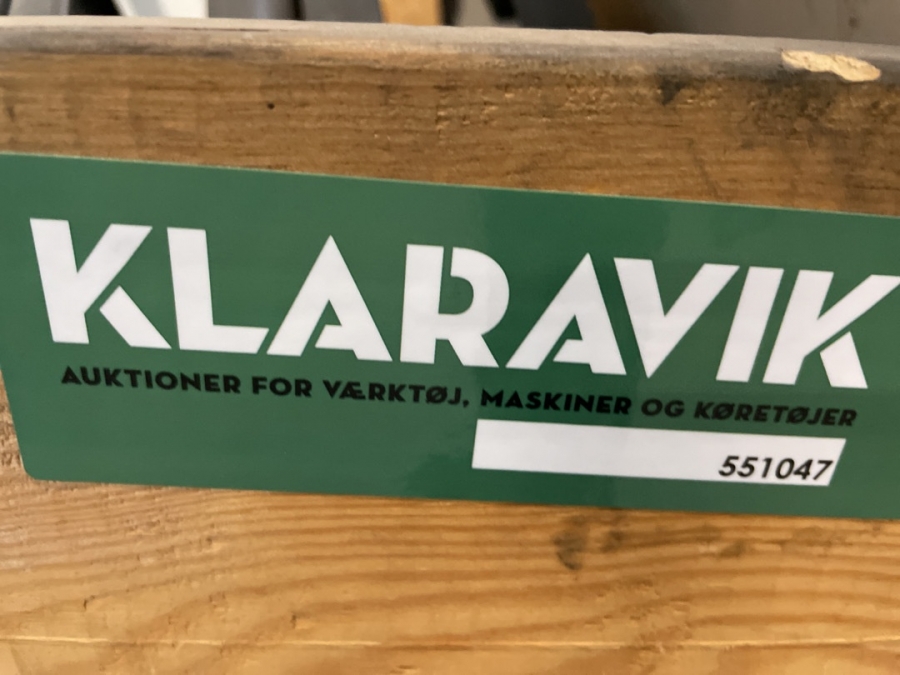 KLARAVIK
AUKTIONER FOR VÆRKTØJ, MASKINER OG KØRETØJER
551047